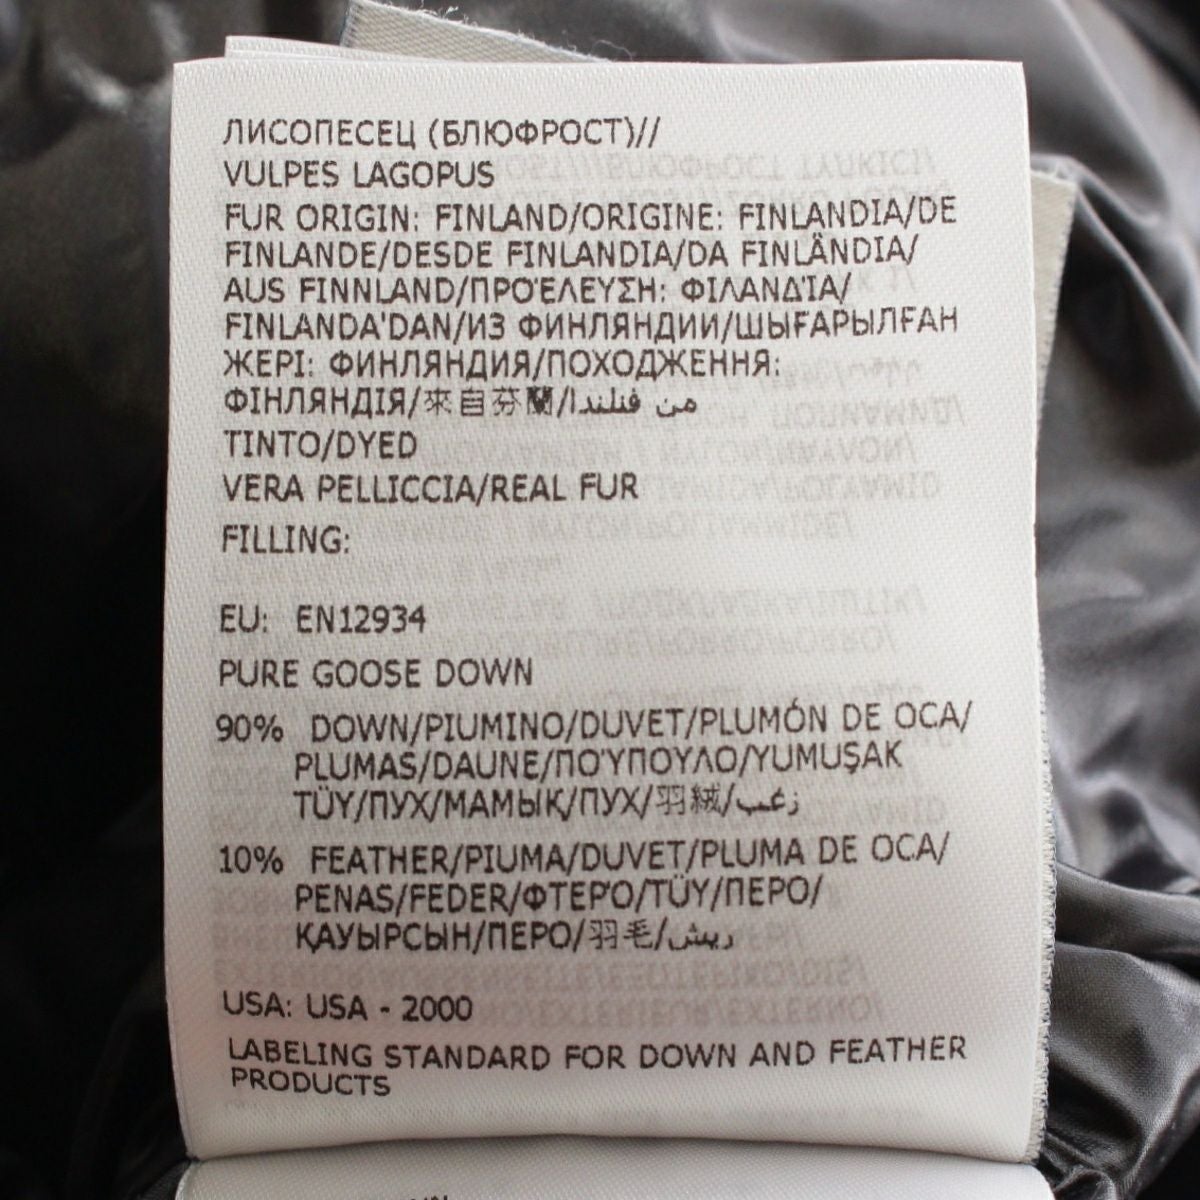 ЛИСОПЕСЕЦ (БЛЮФРОСТ)//
VULPES LAGOPUS
FUR ORIGIN: FINLAND/ORIGINE: FINLANDIA/DE
FINLANDE/DESDE FINLANDIA/DA FINLÄNDIA/
AUS FINNLAND/ΠΡΟΈΛΕΥΣΗ: ΦΙΛΑΝΔΊΑ/
FINLANDA'DAN/ИЗ ФИНЛЯНДИИ/ШЫҒАРЫЛҒАН
ЖЕРІ: ФИНЛЯНДИЯ/ПОХОДЖЕННЯ:
ФІНЛЯНДІЯ/來自芬蘭/من فنلندا
TINTO/DYED
VERA PELLICCIA/REAL FUR
FILLING:
EU: EN12934
PURE GOOSE DOWN
90% DOWN/PIUMINO/DUVET/PLUMÓN DE OCA/
PLUMAS/DAUNE/ΠΟΎΠΟΥΛΟ/YUMUŞAK
TÜY/ПУХ/МАМЫҚ/ПУХ/羽絨/زغب
10% FEATHER/PIUMA/DUVET/PLUMA DE OCA/
PENAS/FEDER/ΦΤΕΡΌ/TÜY/ПЕРО/
ҚАУЫРСЫН/ПЕРО/羽毛/ريش
USA: USA - 2000
LABELING STANDARD FOR DOWN AND FEATHER
PRODUCTS